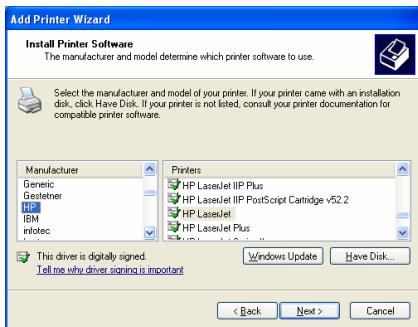 Add Printer Wizard
Install Printer Software
The manufacturer and model determine which printer software to use.
Select the manufacturer and model of your printer. If your printer came with an installation
disk, click Have Disk. If your printer is not listed, consult your printer documentation for
compatible printer software.
Manufacturer
Generic
Gestetner
HP
IBM
infotec
Printers
HP LaserJet IIP Plus
HP LaserJet IIP PostScript Cartridge v52.2
HP LaserJet
HP LaserJet Plus
This driver is digitally signed.
Tell me why driver signing is important
Windows Update
Have Disk...
< Back
Next >
Cancel